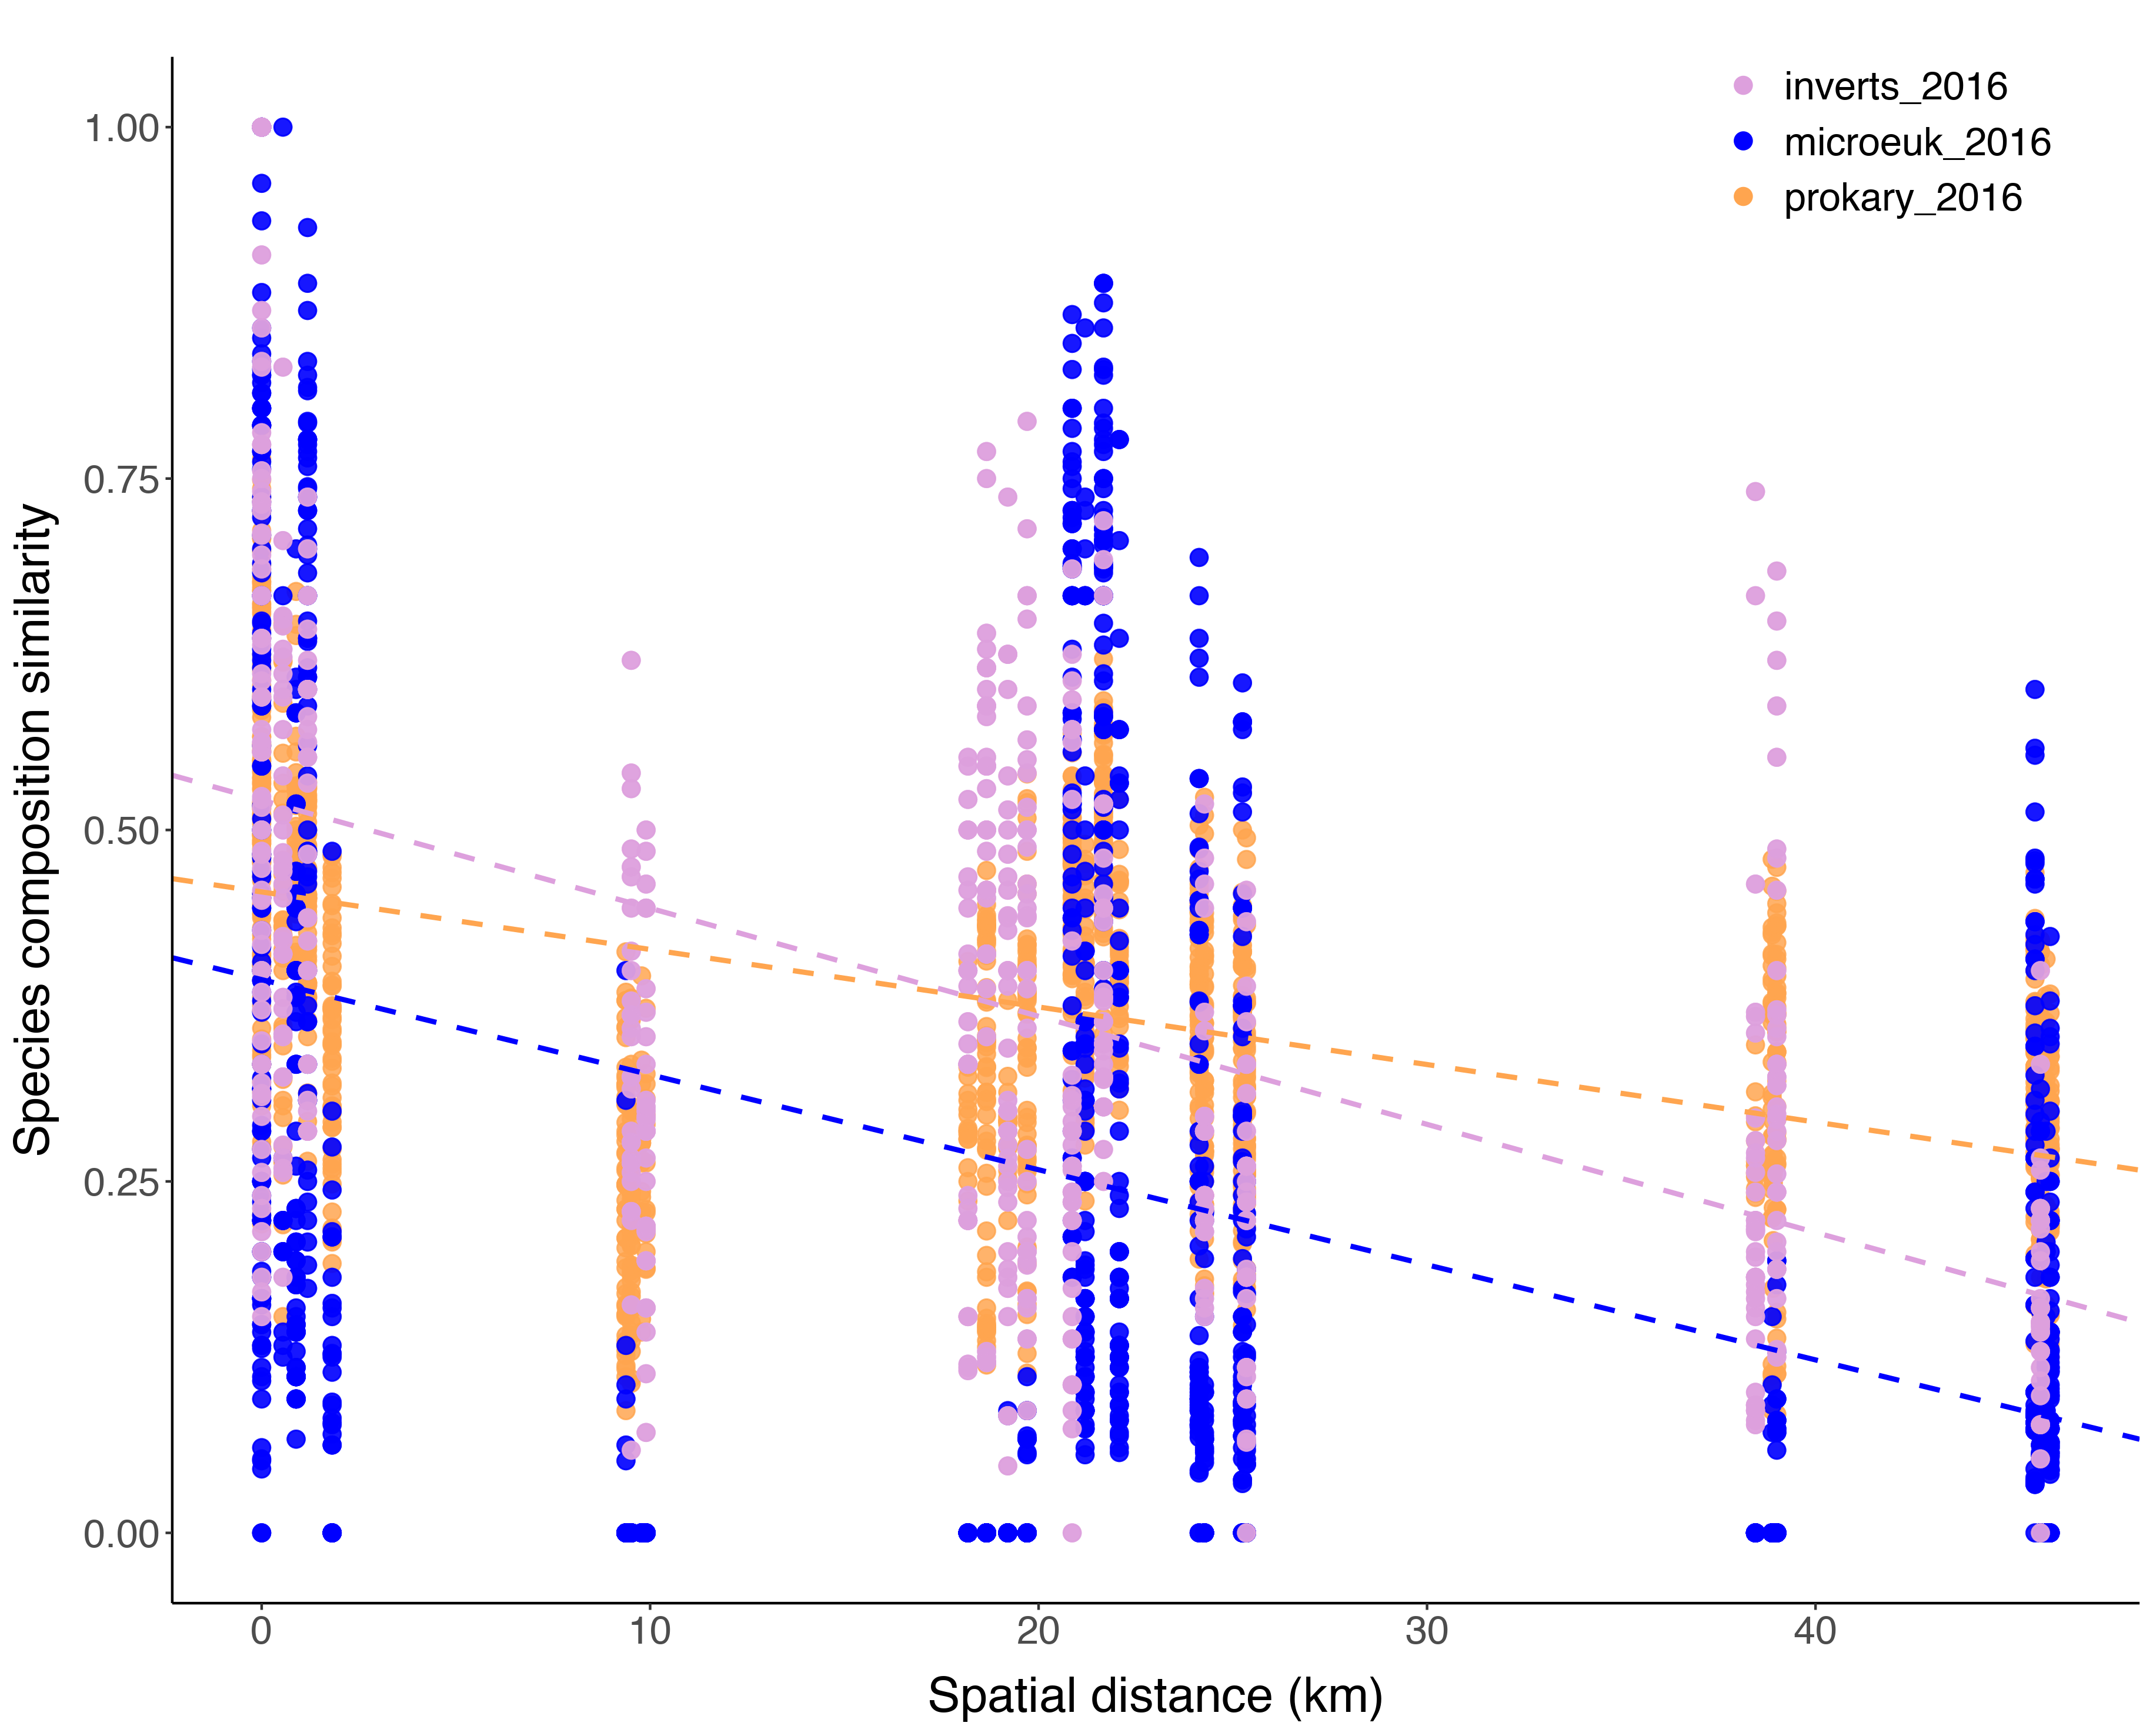 inverts_2016
microeuk_2016
prokary_2016
Species composition similarity
1.00
0.75
0.50
0.25
0.00
0 10 20 30 40
Spatial distance (km)